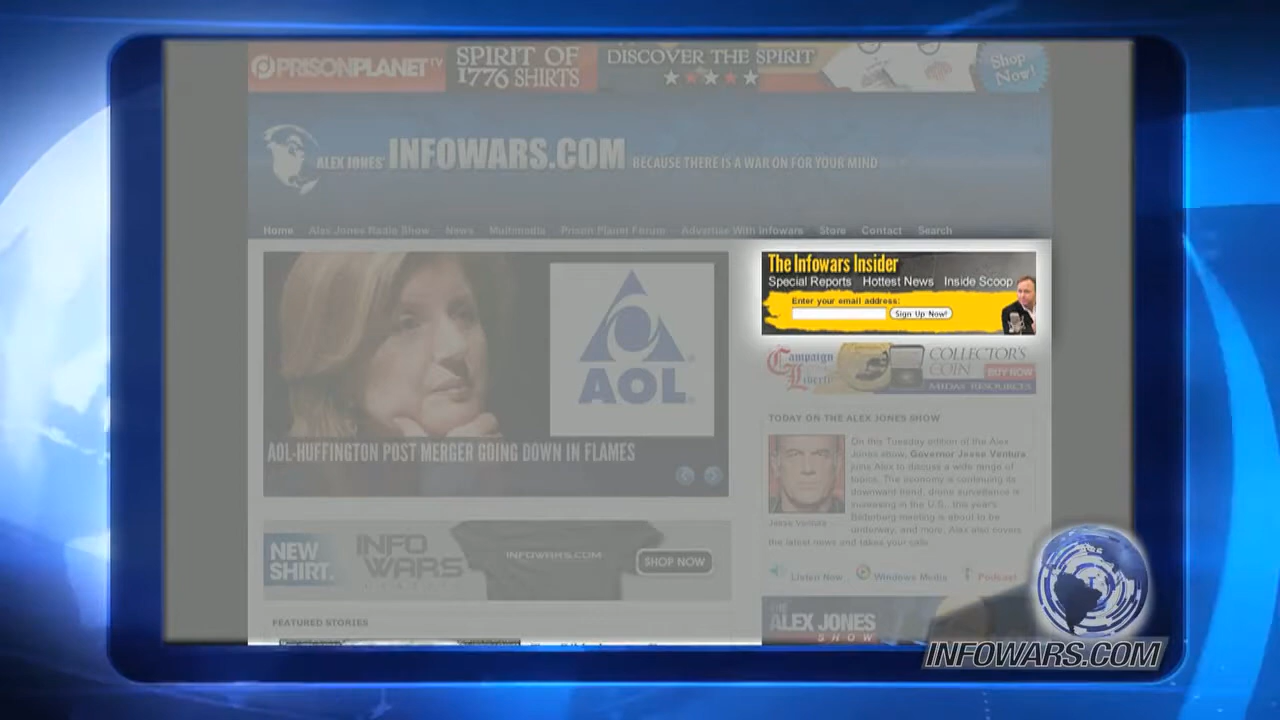 PRISONPLANET TV
SPIRIT OF
1776 SHIRTS
DISCOVER THE SPIRIT
Shop
Now!
ALEX JONES' INFOWARS.COM BECAUSE THERE IS A WAR ON FOR YOUR MIND
Home Alex Jones Radio Show News Multimedia Prison Planet Forum Advertise With Infowars Store Contact Search
AOL
AOL-HUFFINGTON POST MERGER GOING DOWN IN FLAMES
The Infowars Insider
Special Reports Hottest News Inside Scoop
Enter your email address:
Sign Up Now!
Campaign
Liberty
COLLECTOR'S
COIN
BUY NOW
MIDAS RESOURCES
TODAY ON THE ALEX JONES SHOW
On this Tuesday edition of the Alex
Jones show, Governor Jesse Ventura
joins Alex to discuss a wide range of
topics. The economy is continuing its
downward trend, drone surveillance is
increasing in the U.S., this year's
Bilderberg meeting is about to be
underway, and more. Alex also covers
the latest news and takes your calls.
Jesse Ventura
Listen Now Windows Media Podcast
NEW
SHIRT.
INFO
WARS
INFOWARS.COM
SHOP NOW
FEATURED STORIES
THE
ALEX JONES
SHOW
INFOWARS.COM